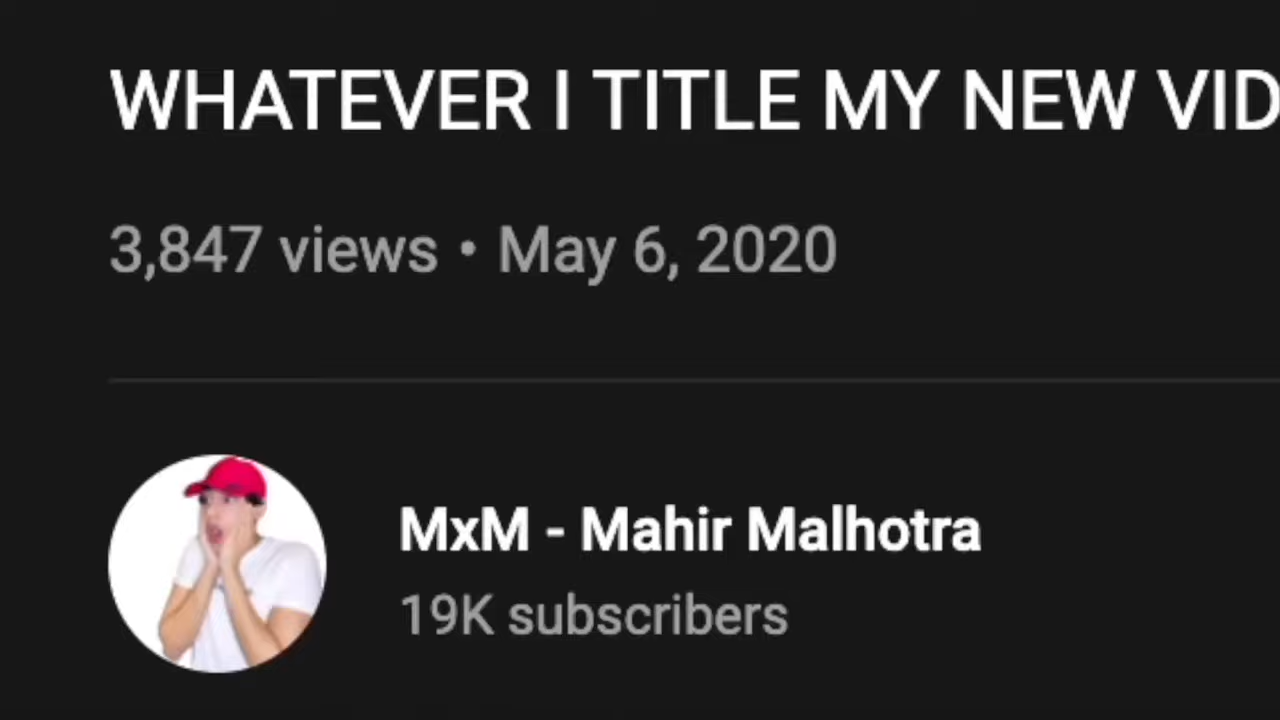 WHATEVER I TITLE MY NEW VID
3,847 views • May 6, 2020
MxM - Mahir Malhotra
19K subscribers